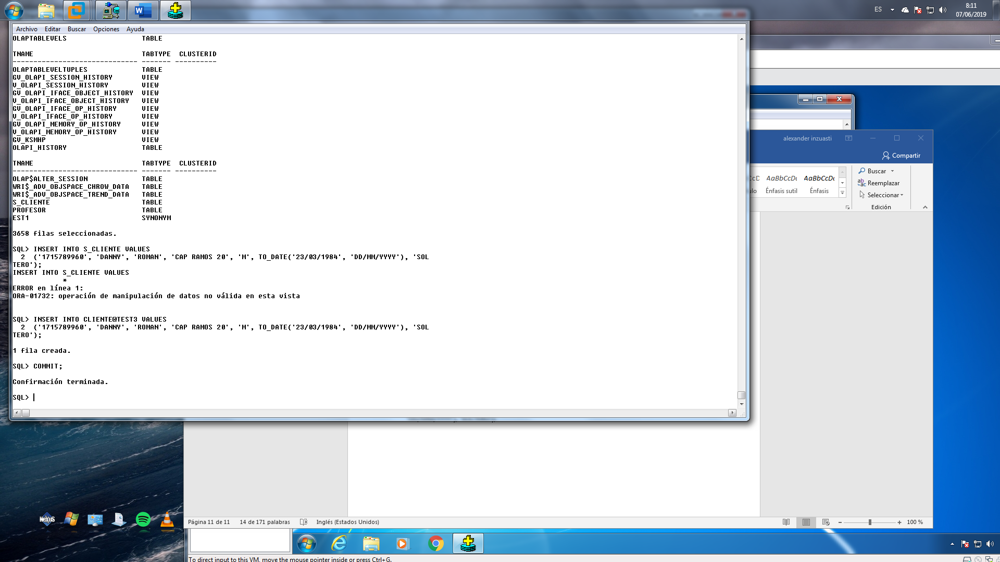 ES
8:11
07/06/2019
Archivo Editar Buscar Opciones Ayuda
OLAPTABLEVELS TABLE
TNAME TABTYPE CLUSTERID
------------------------------ ------- ----------
OLAPTABLEVELTUPLES TABLE
GV_OLAPI_SESSION_HISTORY VIEW
V_OLAPI_SESSION_HISTORY VIEW
GV_OLAPI_IFACE_OBJECT_HISTORY VIEW
V_OLAPI_IFACE_OBJECT_HISTORY VIEW
GV_OLAPI_IFACE_OP_HISTORY VIEW
V_OLAPI_IFACE_OP_HISTORY VIEW
GV_OLAPI_MEMORY_OP_HISTORY VIEW
V_OLAPI_MEMORY_OP_HISTORY VIEW
GV_KSMHP VIEW
OLAPI_HISTORY TABLE
TNAME TABTYPE CLUSTERID
------------------------------ ------- ----------
OLAP$ALTER_SESSION TABLE
WRI$_ADV_OBJSPACE_CHROW_DATA TABLE
WRI$_ADV_OBJSPACE_TREND_DATA TABLE
S_CLIENTE TABLE
PROFESOR TABLE
EST1 SYNONYM
3658 filas seleccionadas.
SQL> INSERT INTO S_CLIENTE VALUES
2 ('1715789960', 'DANNY', 'ROMAN', 'CAP RAMOS 20', 'M', TO_DATE('23/03/1984', 'DD/MM/YYYY'), 'SOL
TERO');
INSERT INTO S_CLIENTE VALUES
*
ERROR en línea 1:
ORA-01732: operación de manipulación de datos no válida en esta vista
SQL> INSERT INTO CLIENTE@TEST3 VALUES
2 ('1715789960', 'DANNY', 'ROMAN', 'CAP RAMOS 20', 'M', TO_DATE('23/03/1984', 'DD/MM/YYYY'), 'SOL
TERO');
1 fila creada.
SQL> COMMIT;
Confirmación terminada.
SQL>
alexander inzuasti
Compartir
AaBbCcDc AaBbCcDc
Énfasis sutil Énfasis
Buscar
Reemplazar
Seleccionar
Edición
NeXuS
Página 11 de 11 14 de 171 palabras Inglés (Estados Unidos) 100 %
To direct input to this VM, move the mouse pointer inside or press Ctrl+G.